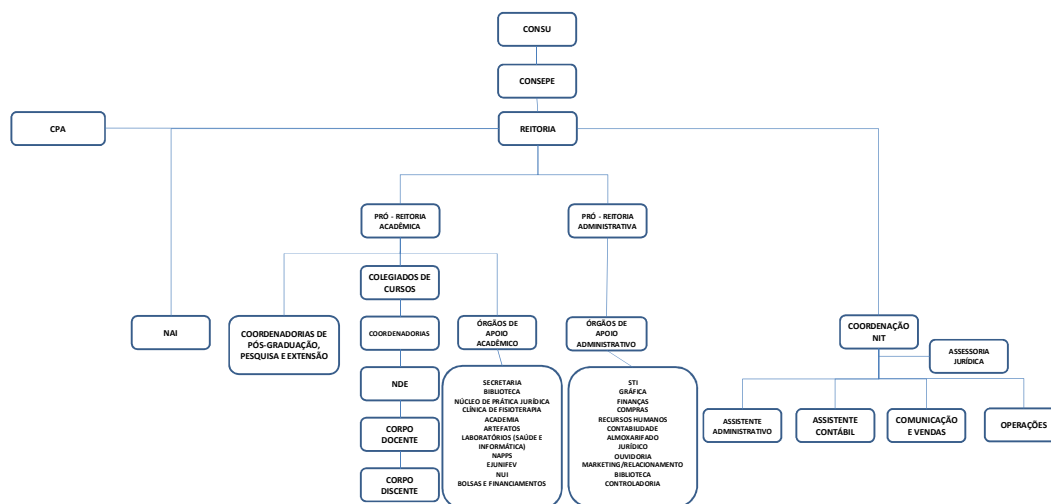 CONSU
CONSEPE
CPA
REITORIA
PRÓ - REITORIA
ACADÊMICA
PRÓ - REITORIA
ADMINISTRATIVA
COLEGIADOS DE
CURSOS
NAI
COORDENADORIAS DE
PÓS-GRADUAÇÃO,
PESQUISA E EXTENSÃO
COORDENADORIAS
ÓRGÃOS DE
APOIO
ACADÊMICO
ÓRGÃOS DE
APOIO
ADMINISTRATIVO
COORDENAÇÃO
NIT
ASSESSORIA
JURÍDICA
NDE
CORPO
DOCENTE
CORPO
DISCENTE
SECRETARIA
BIBLIOTECA
NÚCLEO DE PRÁTICA JURÍDICA
CLÍNICA DE FISIOTERAPIA
ACADEMIA
ARTEFATOS
LABORATÓRIOS (SAÚDE E
INFORMÁTICA)
NAPPS
EJUNIFEV
NUI
BOLSAS E FINANCIAMENTOS
STI
GRÁFICA
FINANÇAS
COMPRAS
RECURSOS HUMANOS
CONTABILIDADE
ALMOXARIFADO
JURÍDICO
OUVIDORIA
MARKETING/RELACIONAMENTO
BIBLIOTECA
CONTROLADORIA
ASSISTENTE
ADMINISTRATIVO
ASSISTENTE
CONTÁBIL
COMUNICAÇÃO
E VENDAS
OPERAÇÕES